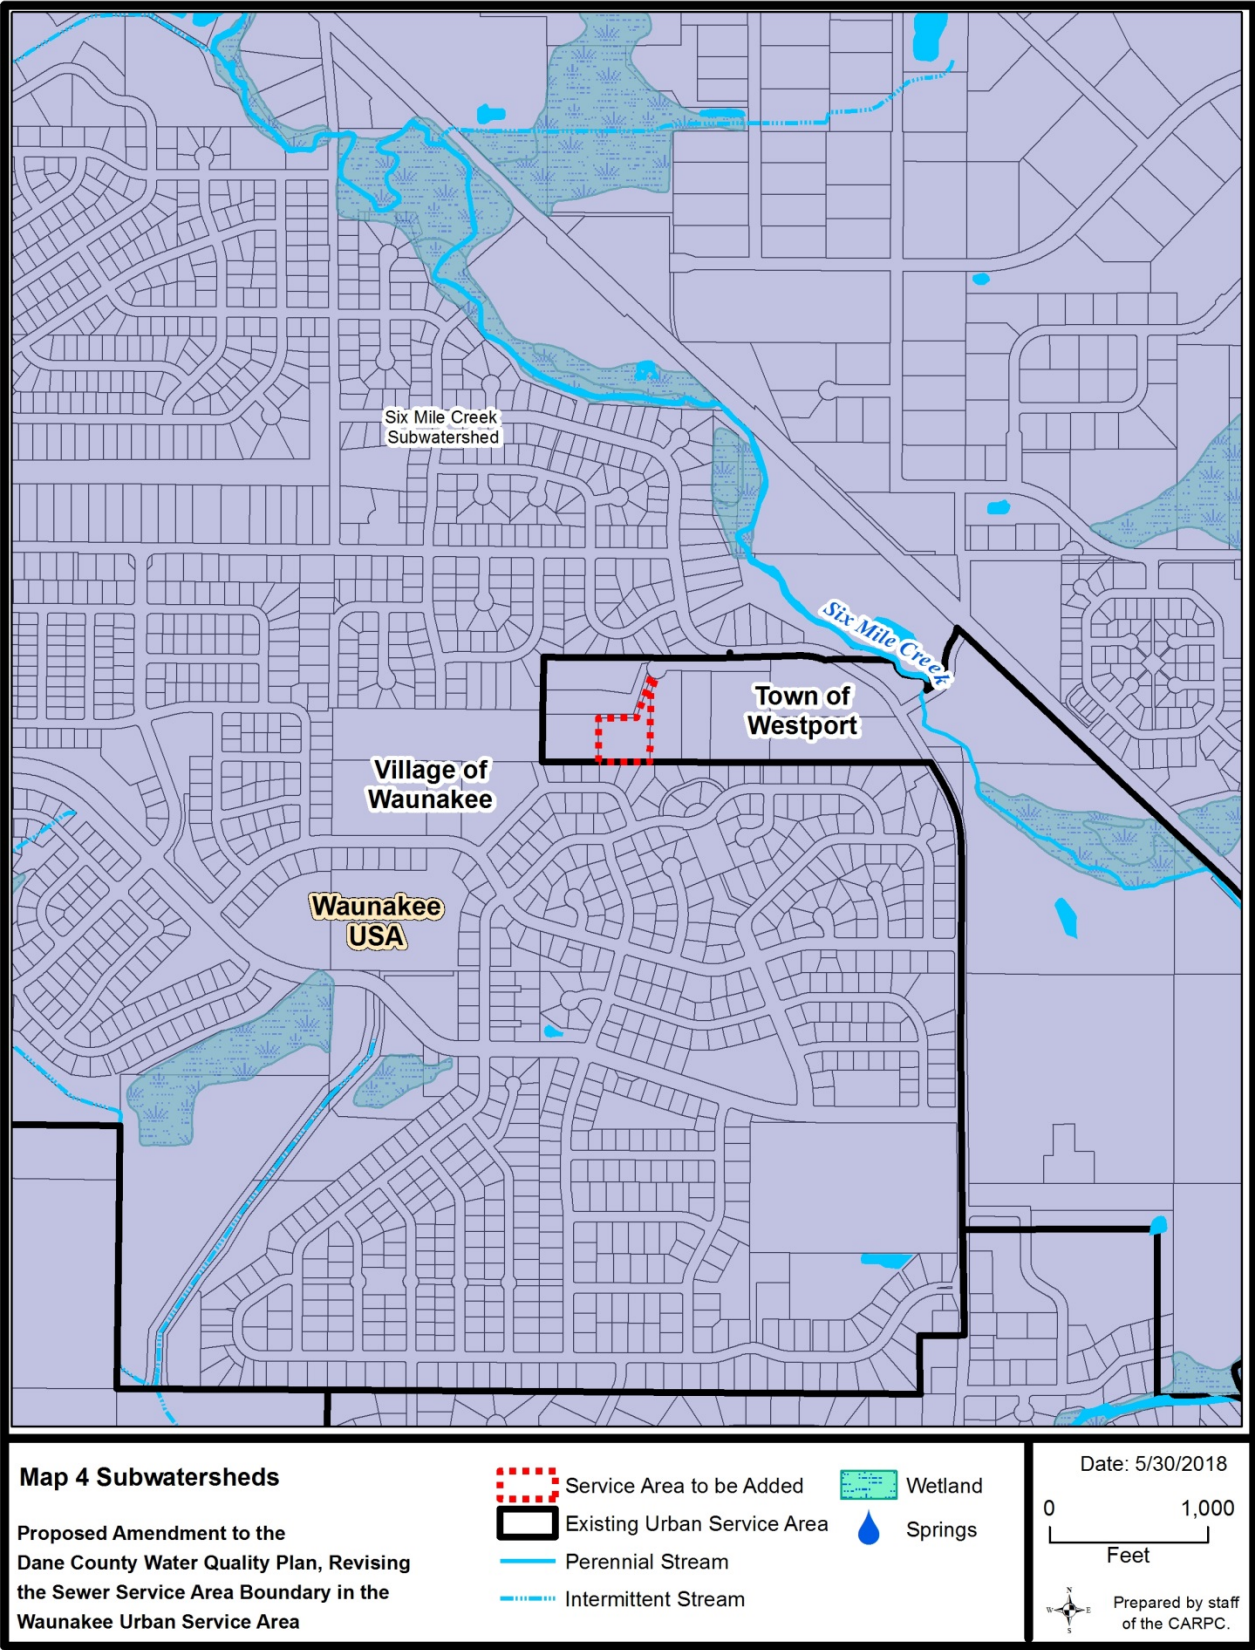 Six Mile Creek
Subwatershed
Six Mile Creek
Town of
Westport
Village of
Waunakee
Waunakee
USA
Map 4 Subwatersheds
Proposed Amendment to the
Dane County Water Quality Plan, Revising
the Sewer Service Area Boundary in the
Waunakee Urban Service Area
Service Area to be Added
Existing Urban Service Area
Perennial Stream
Intermittent Stream
Wetland
Springs
Date: 5/30/2018
0 1,000
Feet
N
W E
S
Prepared by staff
of the CARPC.